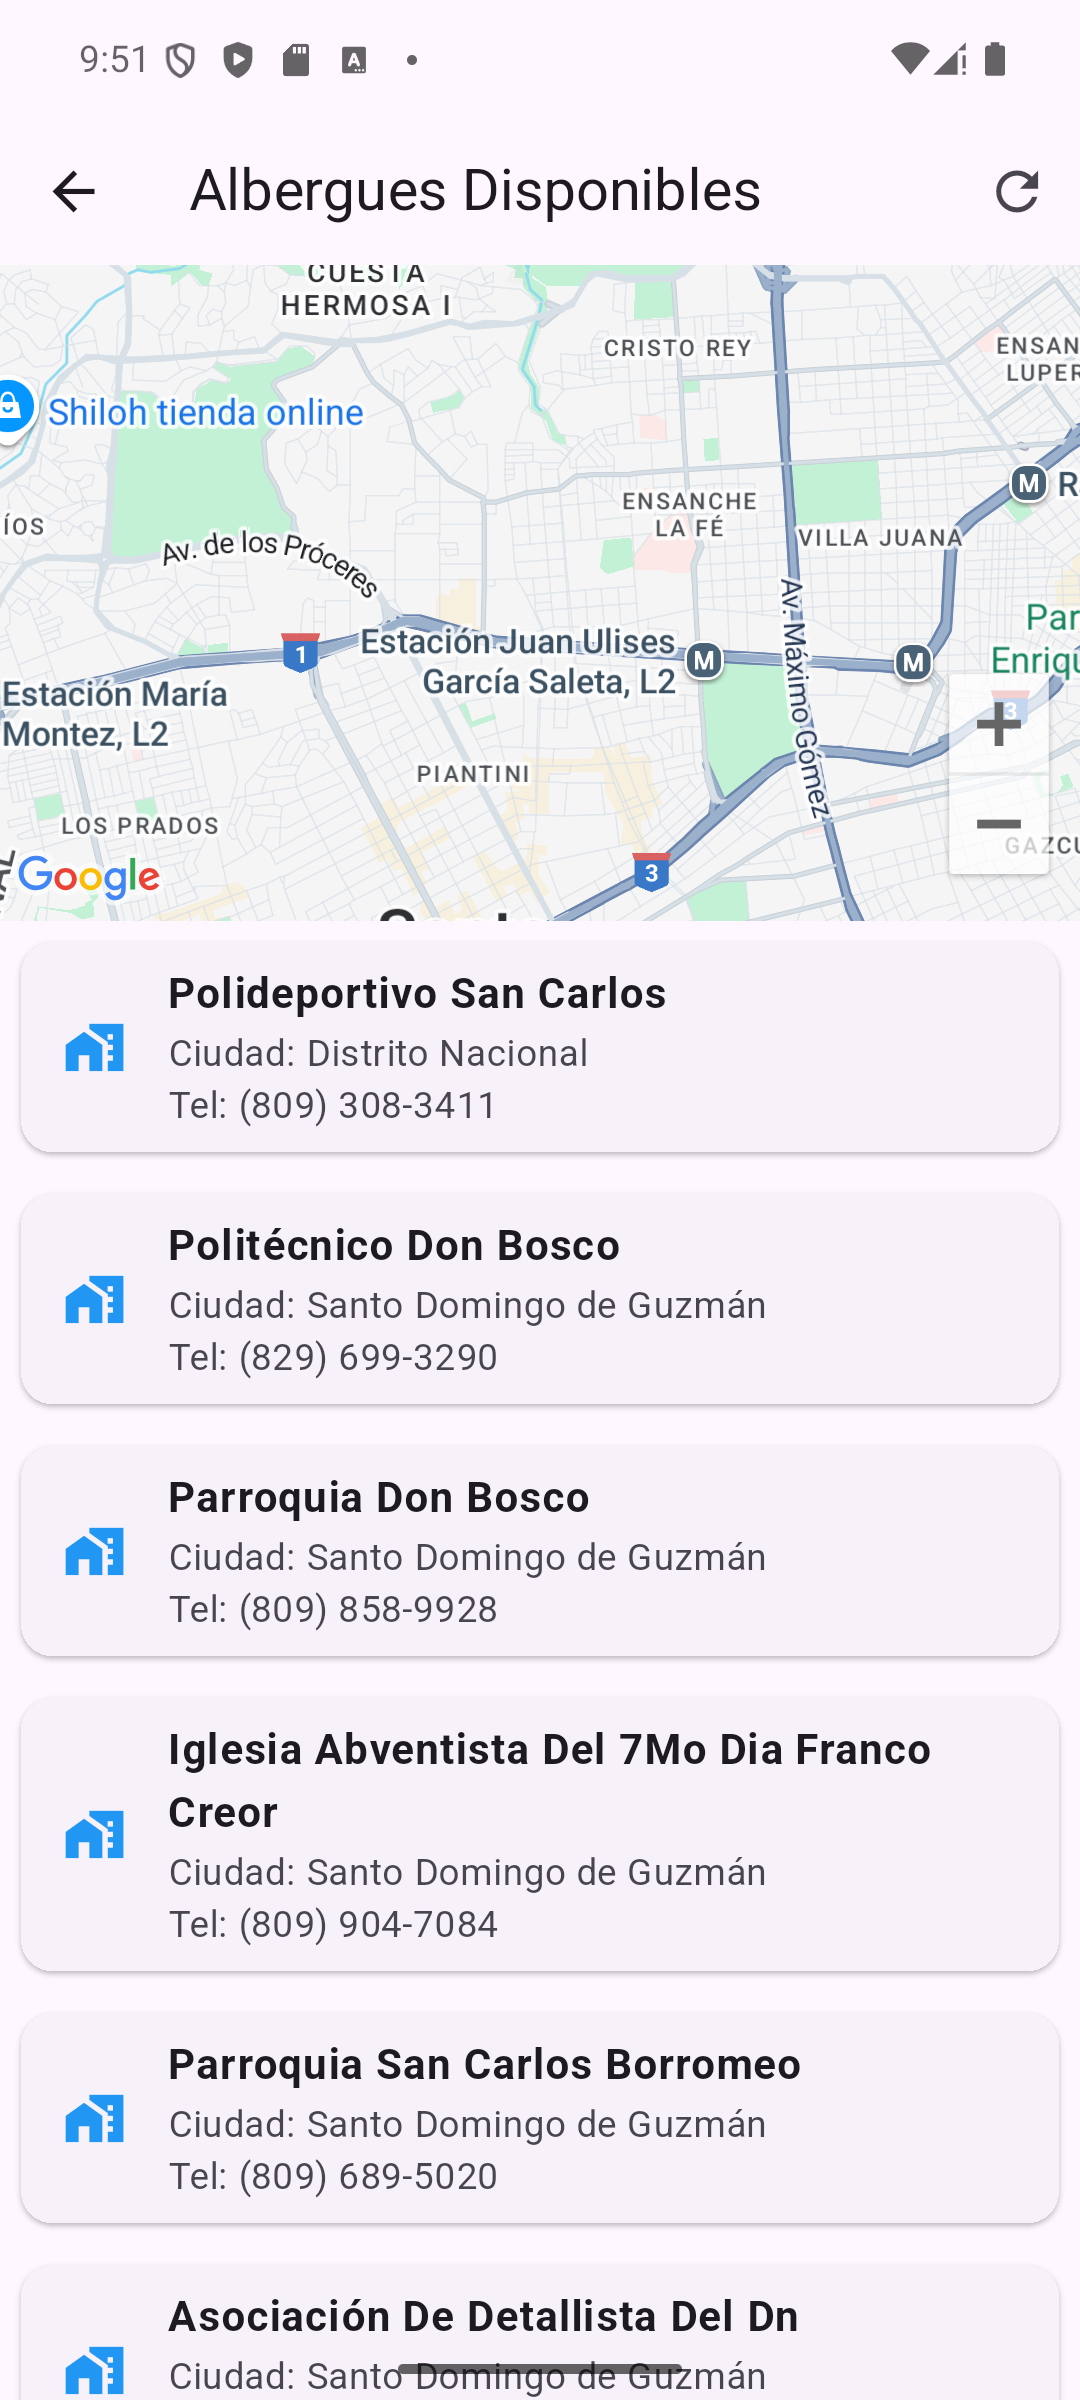 9:51
Albergues Disponibles
CUESTA
HERMOSA I
CRISTO REY
ENSAN
LUPER
Shiloh tienda online
M
R
ENSANCHE
LA FÉ
ÍOS
VILLA JUANA
Av. de los Próceres
Av. Máximo Gómez
Par
Enriqu
1
Estación Juan Ulises
García Saleta, L2
M
M
Estación María
Montez, L2
3
+
PIANTINI
LOS PRADOS
−
GAZCU
Google
3
Polideportivo San Carlos
Ciudad: Distrito Nacional
Tel: (809) 308-3411
Politécnico Don Bosco
Ciudad: Santo Domingo de Guzmán
Tel: (829) 699-3290
Parroquia Don Bosco
Ciudad: Santo Domingo de Guzmán
Tel: (809) 858-9928
Iglesia Abventista Del 7Mo Dia Franco
Creor
Ciudad: Santo Domingo de Guzmán
Tel: (809) 904-7084
Parroquia San Carlos Borromeo
Ciudad: Santo Domingo de Guzmán
Tel: (809) 689-5020
Asociación De Detallista Del Dn
Ciudad: Santo Domingo de Guzmán